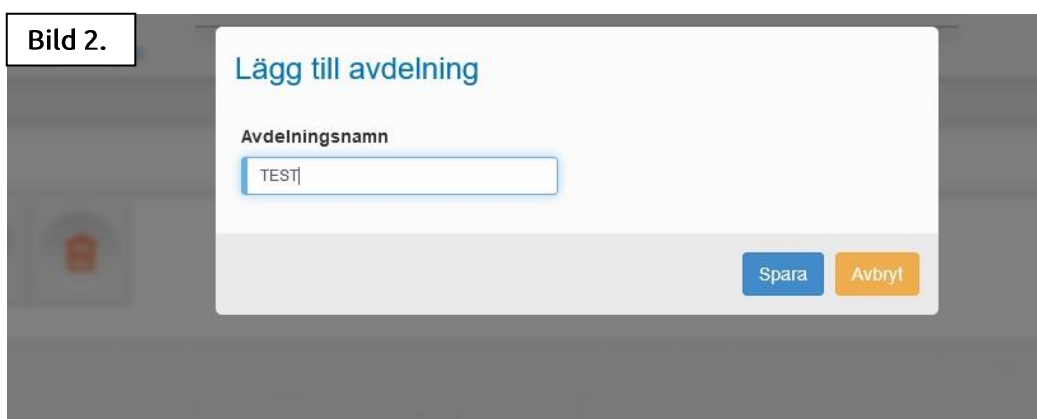 Bild 2.
Lägg till avdelning
Avdelningsnamn
TEST
Spara
Avbryt